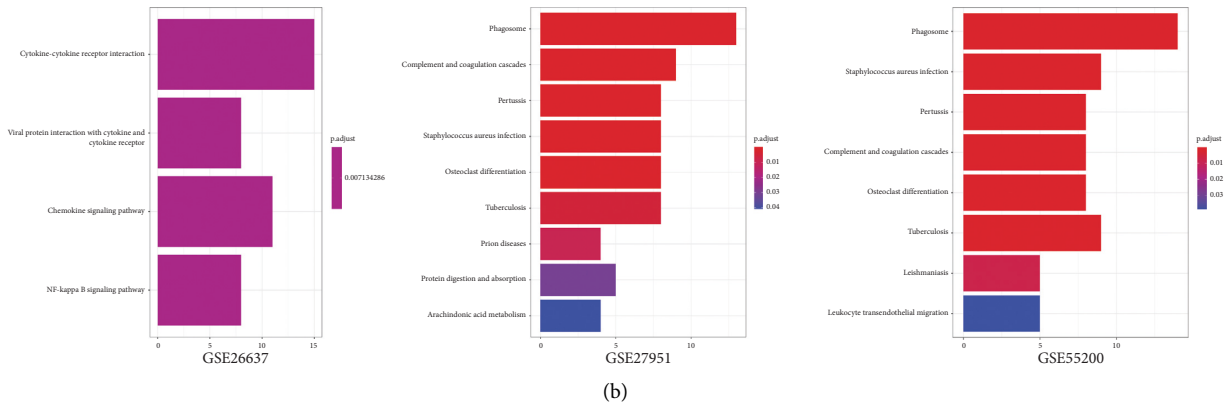 Cytokine-cytokine receptor interaction
Viral protein interaction with cytokine and
cytokine receptor
Chemokine signaling pathway
NF-kappa B signaling pathway
0
5
10
15
GSE26637
p.adjust
0.007134286
Phagosome
Complement and coagulation cascades
Pertussis
Staphylococcus aureus infection
Osteoclast differentiation
Tuberculosis
Prion diseases
Protein digestion and absorption
Arachidonic acid metabolism
0
5
10
GSE27951
p.adjust
0.01
0.02
0.03
0.04
Phagosome
Staphylococcus aureus infection
Pertussis
Complement and coagulation cascades
Osteoclast differentiation
Tuberculosis
Leishmaniasis
Leukocyte transendothelial migration
0
5
10
GSE55200
p.adjust
0.01
0.02
0.03
(b)